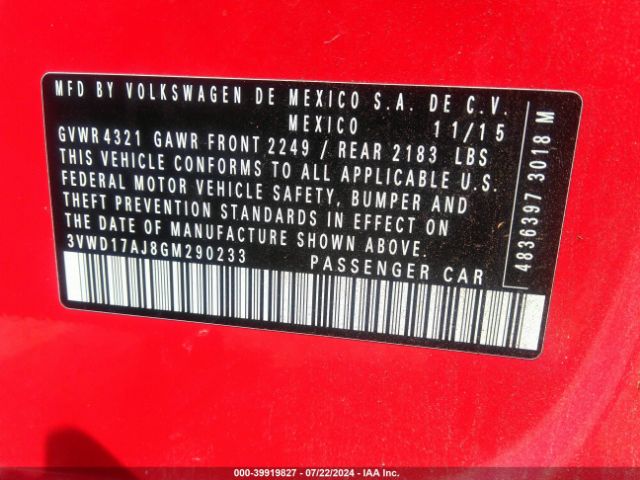 MFD BY VOLKSWAGEN DE MEXICO S.A. DE C.V.
MEXICO 11/15
GVWR 4321 GAWR FRONT 2249 / REAR 2183 LBS
THIS VEHICLE CONFORMS TO ALL APPLICABLE U.S.
FEDERAL MOTOR VEHICLE SAFETY, BUMPER AND
THEFT PREVENTION STANDARDS IN EFFECT ON
THE DATE OF MANUFACTURE SHOWN ABOVE.
3VWD17AJ8GM290233 PASSENGER CAR
4836397 3018 M
000-39919827 - 07/22/2024 - IAA Inc.